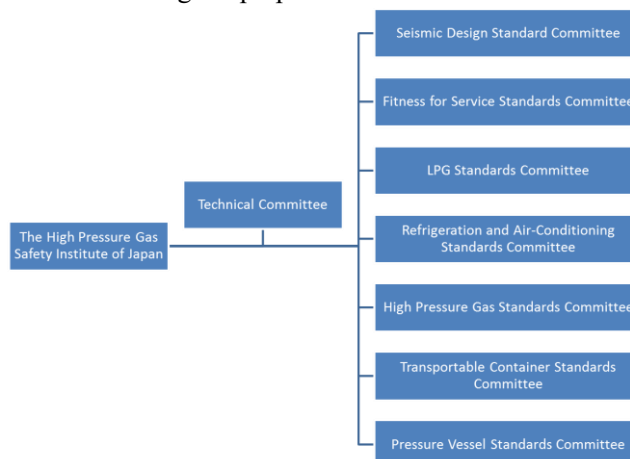 Seismic Design Standard Committee
Fitness for Service Standards Committee
LPG Standards Committee
Technical Committee
The High Pressure Gas
Safety Institute of Japan
Refrigeration and Air-Conditioning
Standards Committee
High Pressure Gas Standards Committee
Transportable Container Standards
Committee
Pressure Vessel Standards Committee